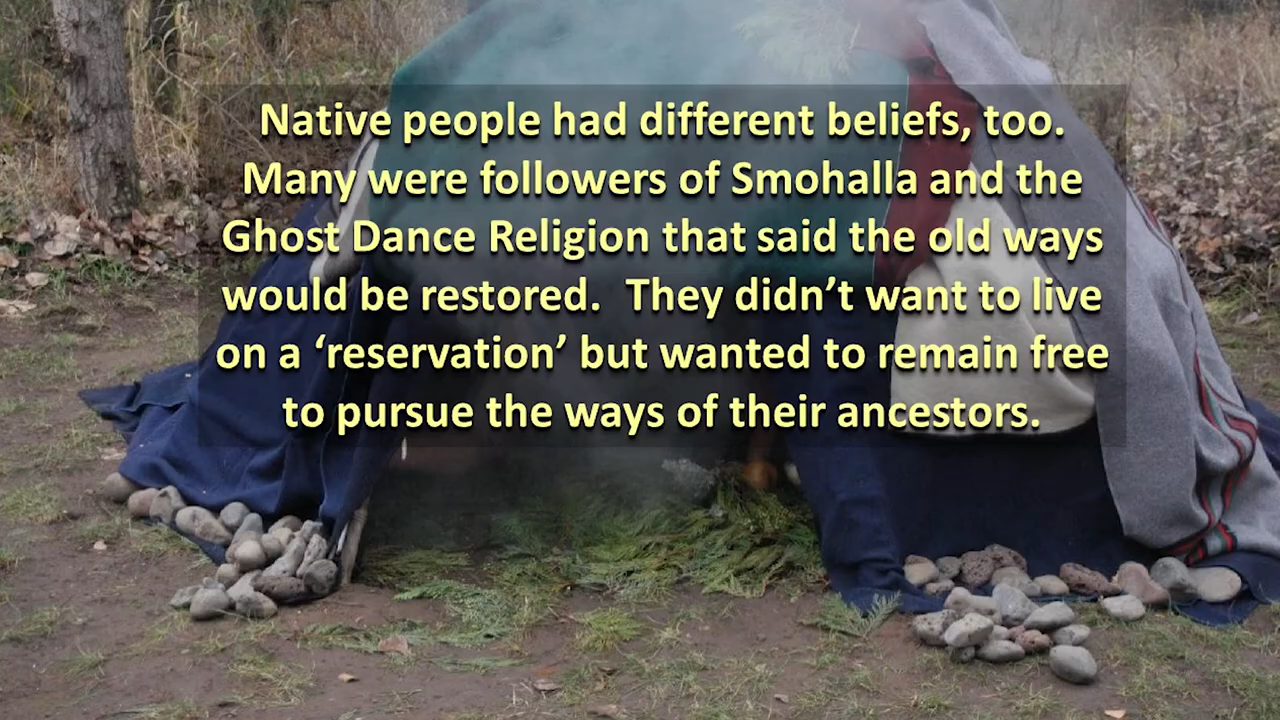 Native people had different beliefs, too.
Many were followers of Smohalla and the
Ghost Dance Religion that said the old ways
would be restored.  They didn’t want to live
on a ‘reservation’ but wanted to remain free
to pursue the ways of their ancestors.